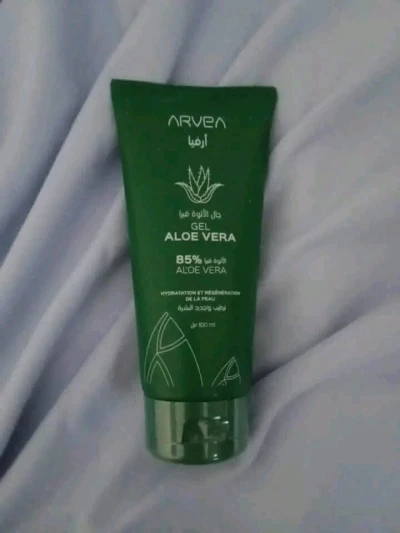 ARVEA
أرفيا
جال الألوة فيرا
GEL
ALOE VERA
85% الألوة فيرا
ALOE VERA
HYDRATATION ET RÉGÉNÉRATION
DE LA PEAU
ترطيب وتجديد البشرة
100 ml مل